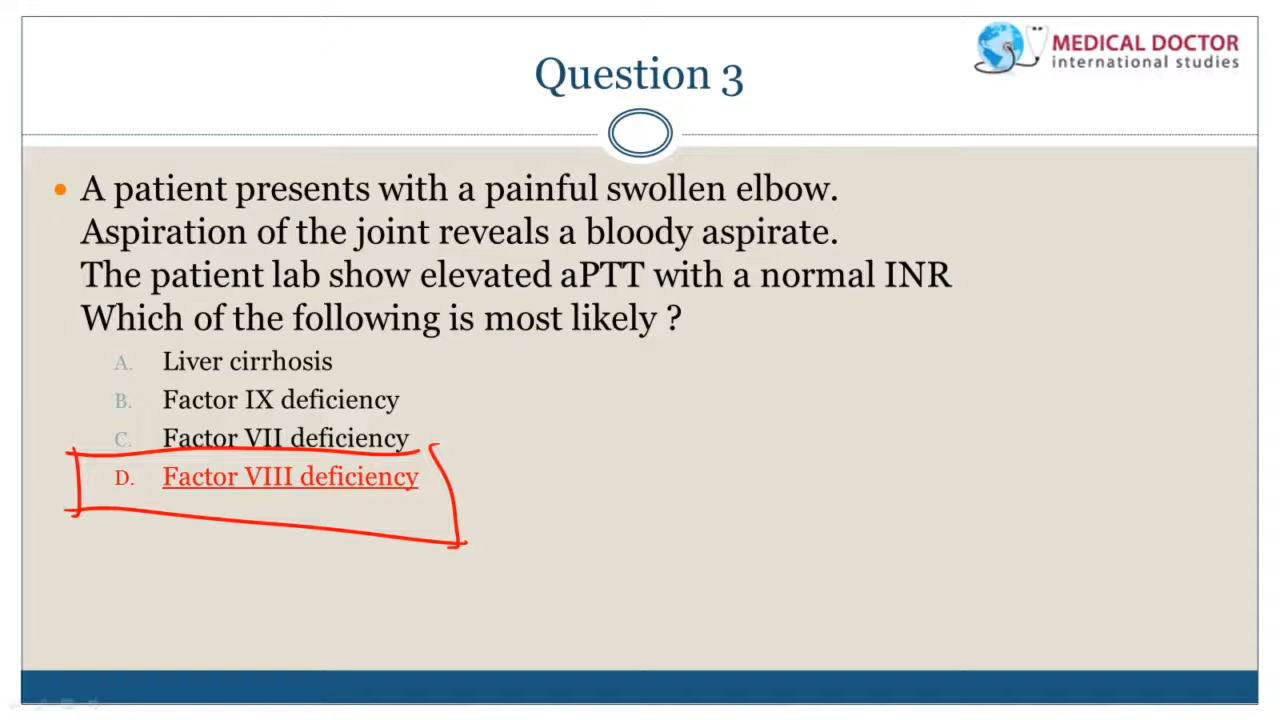 MEDICAL DOCTOR
international studies
Question 3
A patient presents with a painful swollen elbow.
Aspiration of the joint reveals a bloody aspirate.
The patient lab show elevated aPTT with a normal INR
Which of the following is most likely ?
A. Liver cirrhosis
B. Factor IX deficiency
C. Factor VII deficiency
D. Factor VIII deficiency